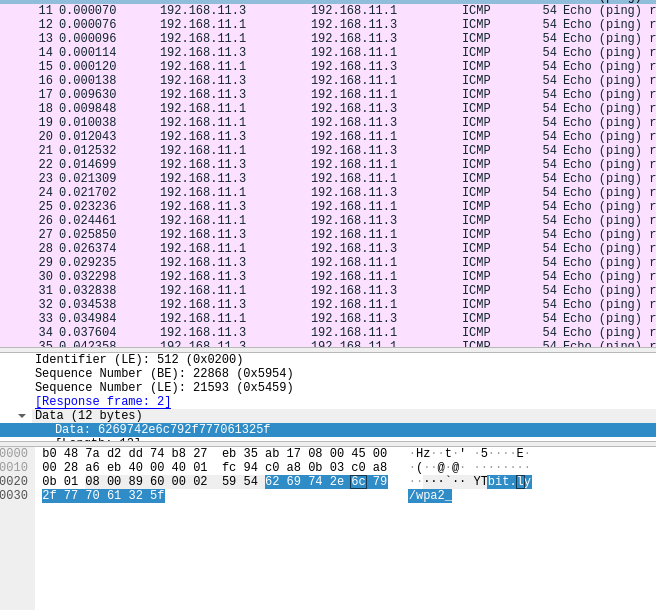 11 0.000070 192.168.11.3 192.168.11.1 ICMP 54 Echo (ping) r
12 0.000076 192.168.11.3 192.168.11.1 ICMP 54 Echo (ping) r
13 0.000096 192.168.11.3 192.168.11.1 ICMP 54 Echo (ping) r
14 0.000114 192.168.11.1 192.168.11.3 ICMP 54 Echo (ping) r
15 0.000120 192.168.11.1 192.168.11.3 ICMP 54 Echo (ping) r
16 0.000138 192.168.11.1 192.168.11.3 ICMP 54 Echo (ping) r
17 0.009630 192.168.11.3 192.168.11.1 ICMP 54 Echo (ping) r
18 0.009848 192.168.11.1 192.168.11.3 ICMP 54 Echo (ping) r
19 0.010038 192.168.11.3 192.168.11.1 ICMP 54 Echo (ping) r
20 0.012043 192.168.11.1 192.168.11.3 ICMP 54 Echo (ping) r
21 0.012532 192.168.11.3 192.168.11.1 ICMP 54 Echo (ping) r
22 0.014699 192.168.11.1 192.168.11.3 ICMP 54 Echo (ping) r
23 0.021309 192.168.11.3 192.168.11.1 ICMP 54 Echo (ping) r
24 0.021702 192.168.11.1 192.168.11.3 ICMP 54 Echo (ping) r
25 0.023236 192.168.11.3 192.168.11.1 ICMP 54 Echo (ping) r
26 0.024461 192.168.11.1 192.168.11.3 ICMP 54 Echo (ping) r
27 0.025850 192.168.11.3 192.168.11.1 ICMP 54 Echo (ping) r
28 0.026374 192.168.11.1 192.168.11.3 ICMP 54 Echo (ping) r
29 0.029235 192.168.11.3 192.168.11.1 ICMP 54 Echo (ping) r
30 0.032298 192.168.11.1 192.168.11.3 ICMP 54 Echo (ping) r
31 0.032838 192.168.11.3 192.168.11.1 ICMP 54 Echo (ping) r
32 0.034538 192.168.11.1 192.168.11.3 ICMP 54 Echo (ping) r
33 0.034984 192.168.11.3 192.168.11.1 ICMP 54 Echo (ping) r
34 0.037604 192.168.11.1 192.168.11.3 ICMP 54 Echo (ping) r
35 0.042358 192.168.11.3 192.168.11.1 ICMP 54 Echo (ping) r
Identifier (LE): 512 (0x0200)
Sequence Number (BE): 22868 (0x5954)
Sequence Number (LE): 21593 (0x5459)
[Response frame: 2]
Data (12 bytes)
Data: 6269742e6c792f777061325f
[Length: 12]
0000 b0 48 7a d2 dd 74 b8 27 eb 35 ab 17 08 00 45 00 ·Hz··t·' ·5····E·
0010 00 28 a6 eb 40 00 40 01 fc 94 c0 a8 0b 03 c0 a8 ·(··@·@· ········
0020 0b 01 08 00 89 60 00 02 59 54 62 69 74 2e 6c 79 ·····`·· YTbit.ly
0030 2f 77 70 61 32 5f /wpa2_